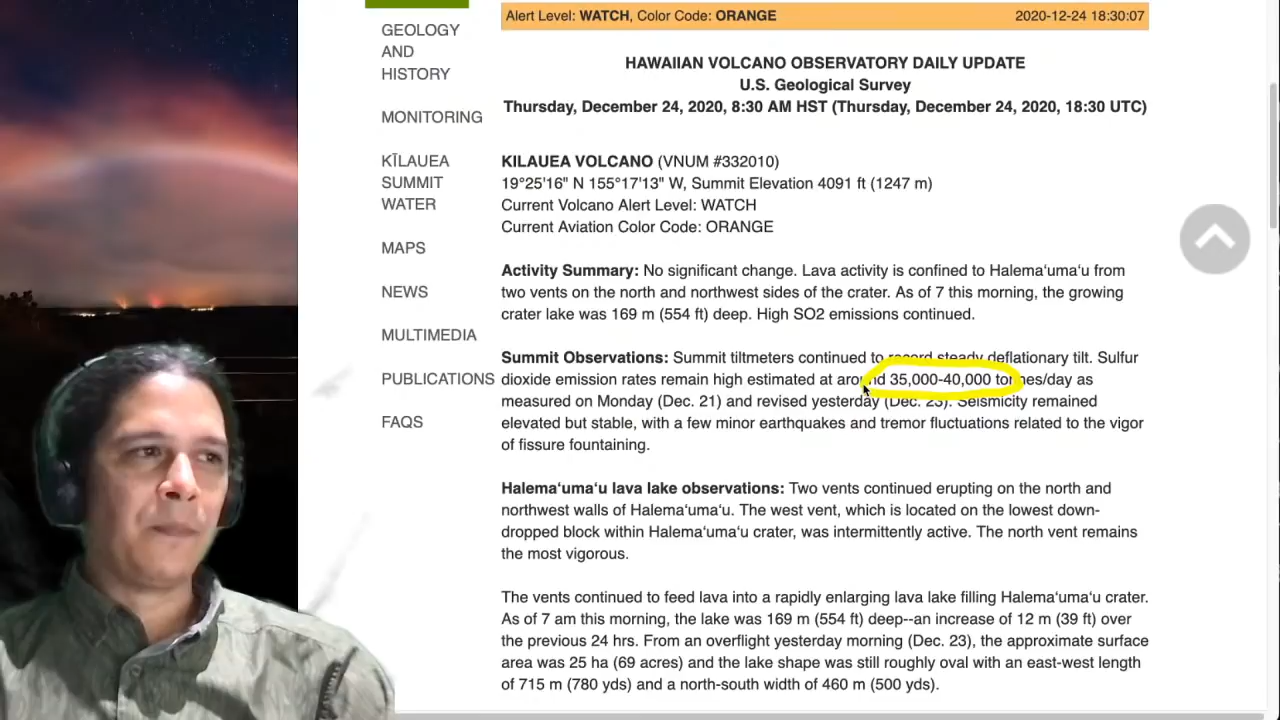 Alert Level: WATCH, Color Code: ORANGE 2020-12-24 18:30:07
GEOLOGY
AND
HISTORY
MONITORING
KĪLAUEA
SUMMIT
WATER
MAPS
NEWS
MULTIMEDIA
PUBLICATIONS
FAQS
HAWAIIAN VOLCANO OBSERVATORY DAILY UPDATE
U.S. Geological Survey
Thursday, December 24, 2020, 8:30 AM HST (Thursday, December 24, 2020, 18:30 UTC)
KILAUEA VOLCANO (VNUM #332010)
19°25'16" N 155°17'13" W, Summit Elevation 4091 ft (1247 m)
Current Volcano Alert Level: WATCH
Current Aviation Color Code: ORANGE
Activity Summary: No significant change. Lava activity is confined to Halemaʻumaʻu from
two vents on the north and northwest sides of the crater. As of 7 this morning, the growing
crater lake was 169 m (554 ft) deep. High SO2 emissions continued.
Summit Observations: Summit tiltmeters continued to record steady deflationary tilt. Sulfur
dioxide emission rates remain high estimated at around 35,000-40,000 tonnes/day as
measured on Monday (Dec. 21) and revised yesterday (Dec. 23). Seismicity remained
elevated but stable, with a few minor earthquakes and tremor fluctuations related to the vigor
of fissure fountaining.
Halemaʻumaʻu lava lake observations: Two vents continued erupting on the north and
northwest walls of Halemaʻumaʻu. The west vent, which is located on the lowest down-
dropped block within Halemaʻumaʻu crater, was intermittently active. The north vent remains
the most vigorous.
The vents continued to feed lava into a rapidly enlarging lava lake filling Halemaʻumaʻu crater.
As of 7 am this morning, the lake was 169 m (554 ft) deep--an increase of 12 m (39 ft) over
the previous 24 hrs. From an overflight yesterday morning (Dec. 23), the approximate surface
area was 25 ha (69 acres) and the lake shape was still roughly oval with an east-west length
of 715 m (780 yds) and a north-south width of 460 m (500 yds).